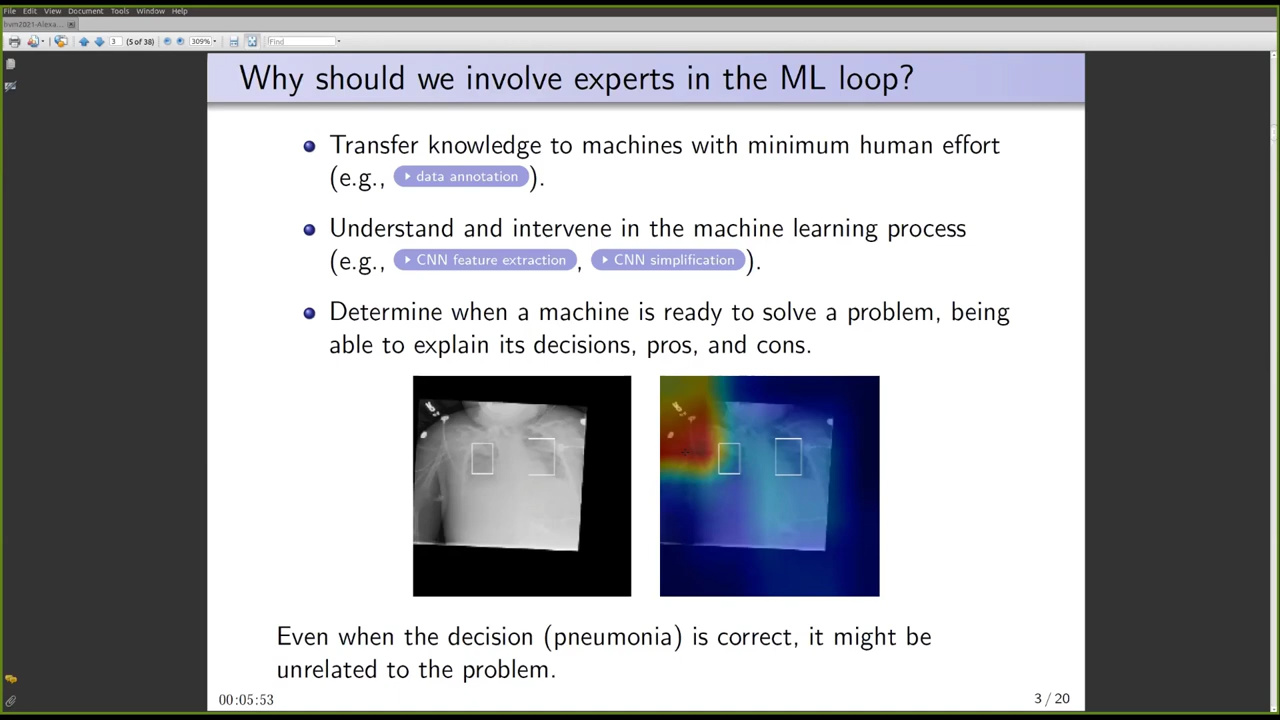 File Edit View Document Tools Window Help
bvm2021-Alexa...
3 (5 of 38) 309% Find
Why should we involve experts in the ML loop?
Transfer knowledge to machines with minimum human effort
(e.g., data annotation ).
Understand and intervene in the machine learning process
(e.g., CNN feature extraction , CNN simplification ).
Determine when a machine is ready to solve a problem, being
able to explain its decisions, pros, and cons.
Even when the decision (pneumonia) is correct, it might be
unrelated to the problem.
00:05:53
3 / 20